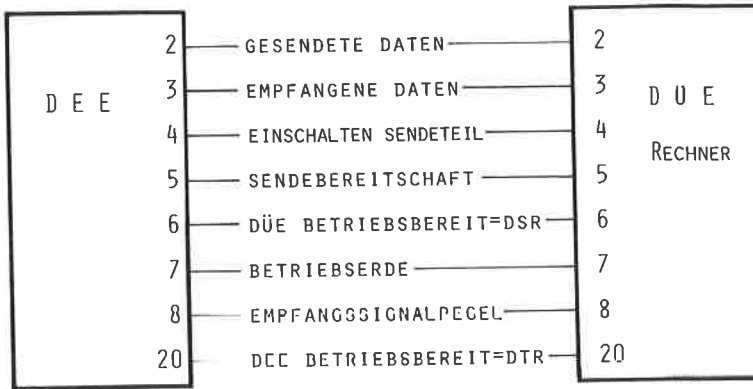 2 GESENDETE DATEN 2
3 EMPFANGENE DATEN 3
D E E
D U E
4 EINSCHALTEN SENDETEIL 4
RECHNER
5 SENDEBEREITSCHAFT 5
6 DÜE BETRIEBSBEREIT=DSR 6
7 BETRIEBSERDE 7
8 EMPFANGSSIGNALPEGEL 8
20 DEE BETRIEBSBEREIT=DTR 20